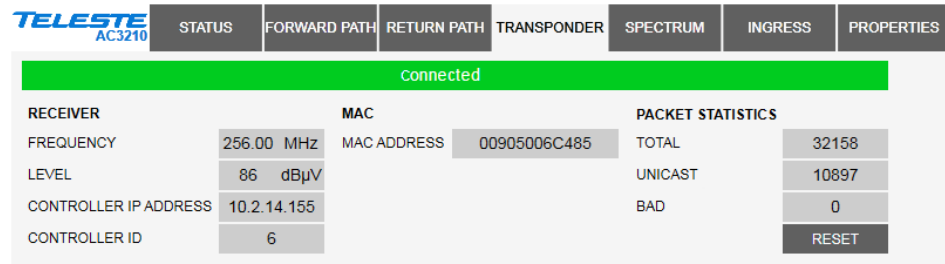 TELESTE
AC3210
STATUS FORWARD PATH RETURN PATH TRANSPONDER SPECTRUM INGRESS PROPERTIES
Connected
RECEIVER MAC PACKET STATISTICS
FREQUENCY 256.00 MHz MAC ADDRESS 00905006C485 TOTAL 32158
LEVEL 86 dBµV UNICAST 10897
CONTROLLER IP ADDRESS 10.2.14.155 BAD 0
CONTROLLER ID 6 RESET